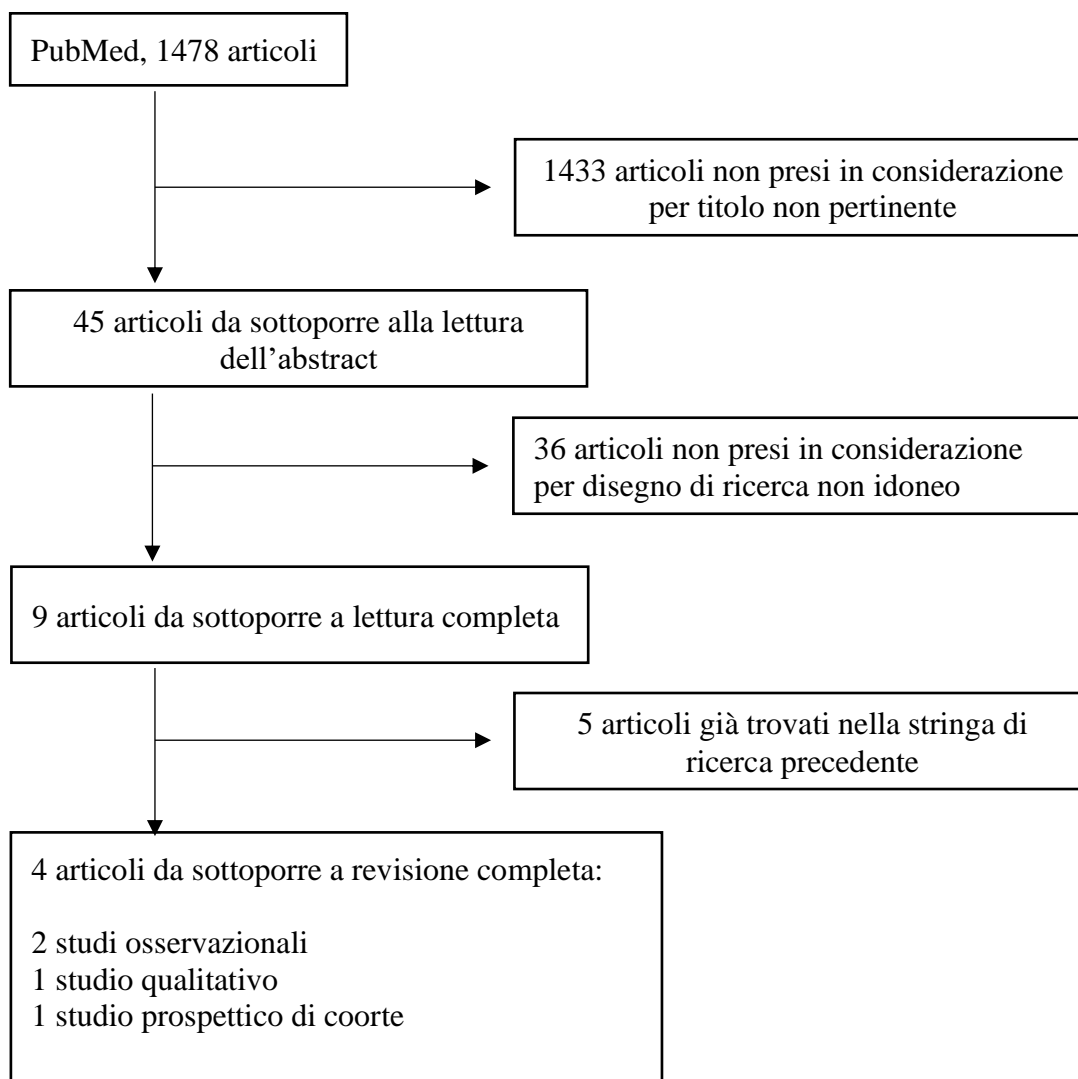 PubMed, 1478 articoli
1433 articoli non presi in considerazione
per titolo non pertinente
45 articoli da sottoporre alla lettura
dell’abstract
36 articoli non presi in considerazione
per disegno di ricerca non idoneo
9 articoli da sottoporre a lettura completa
5 articoli già trovati nella stringa di
ricerca precedente
4 articoli da sottoporre a revisione completa:
2 studi osservazionali
1 studio qualitativo
1 studio prospettico di coorte